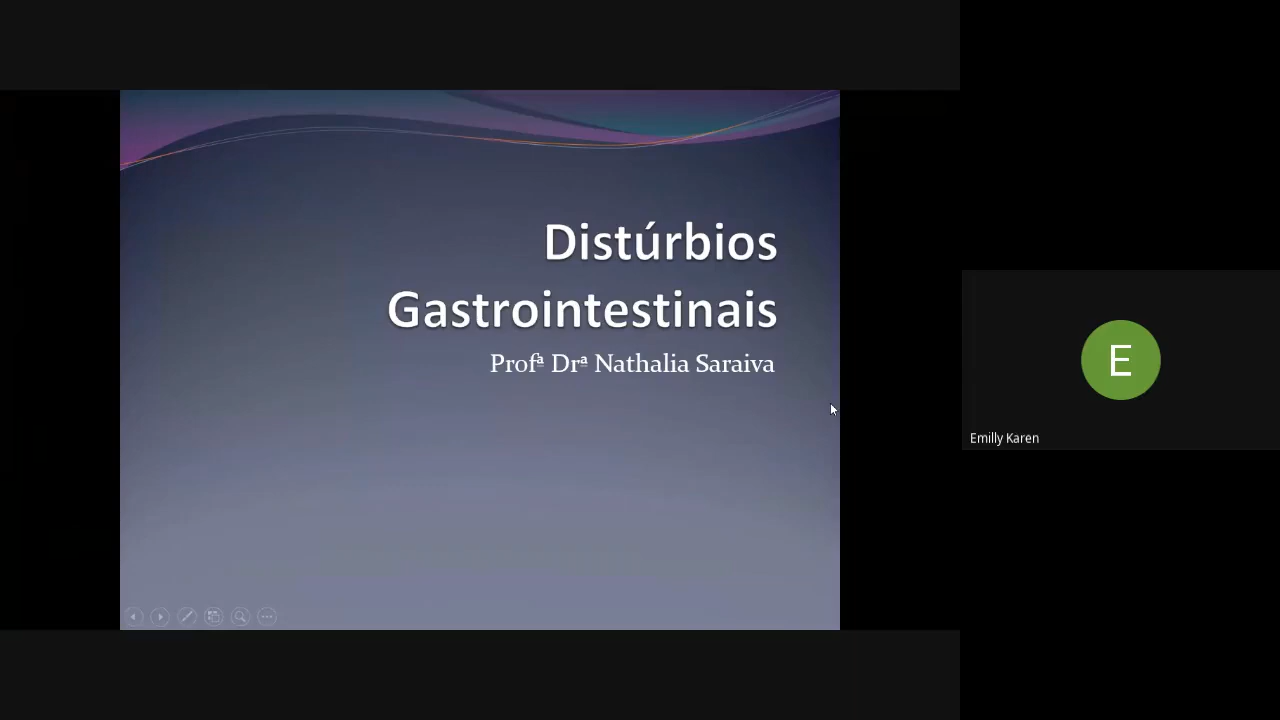 Distúrbios
Gastrointestinais
Profª Drª Nathalia Saraiva
E
Emilly Karen